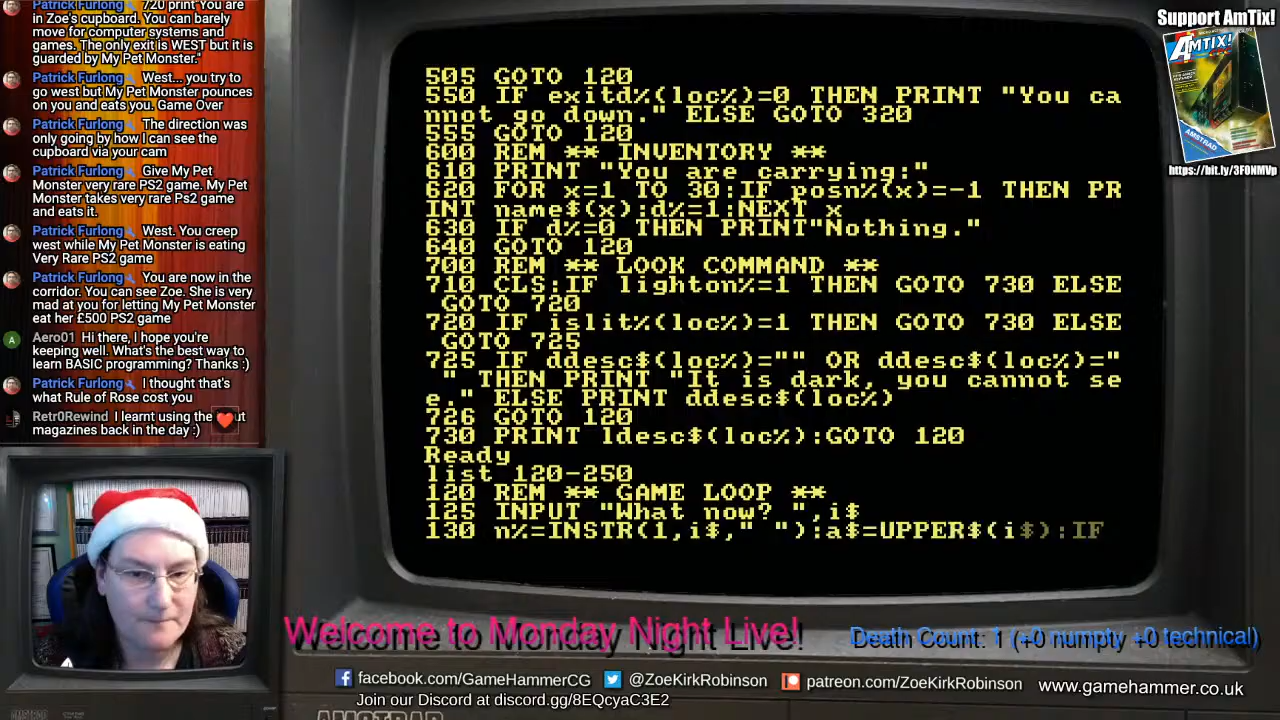 Patrick Furlong 720 print"You are
in Zoe's cupboard. You can barely
move for computer systems and
games. The only exit is WEST but it is
guarded by My Pet Monster."
Patrick Furlong West... you try to
go west but My Pet Monster pounces
on you and eats you. Game Over
Patrick Furlong The direction was
only going by how I can see the
cupboard via your cam
Patrick Furlong Give My Pet
Monster very rare PS2 game. My Pet
Monster takes very rare Ps2 game
and eats it.
Patrick Furlong West. You creep
west while My Pet Monster is eating
Very Rare PS2 game
Patrick Furlong You are now in the
corridor. You can see Zoe. She is very
mad at you for letting My Pet Monster
eat her £500 PS2 game
A Aero01 Hi there, I hope you're
keeping well. What's the best way to
learn BASIC programming? Thanks :)
Patrick Furlong I thought that's
what Rule of Rose cost you
Retr0Rewind I learnt using the ut
magazines back in the day :)
505 GOTO 120
550 IF exitd%(loc%)=0 THEN PRINT "You ca
nnot go down." ELSE GOTO 320
555 GOTO 120
600 REM ** INVENTORY **
610 PRINT "You are carrying:"
620 FOR x=1 TO 30:IF posn%(x)=-1 THEN PR
INT name$(x):d%=1:NEXT x
630 IF d%=0 THEN PRINT"Nothing."
640 GOTO 120
700 REM ** LOOK COMMAND **
710 CLS:IF lighton%=1 THEN GOTO 730 ELSE
GOTO 720
720 IF islit%(loc%)=1 THEN GOTO 730 ELSE
GOTO 725
725 IF ddesc$(loc%)="" OR ddesc$(loc%)="
" THEN PRINT "It is dark, you cannot se
e." ELSE PRINT ddesc$(loc%)
726 GOTO 120
730 PRINT ldesc$(loc%):GOTO 120
Ready
list 120-250
120 REM ** GAME LOOP **
125 INPUT "What now? ",i$
130 n%=INSTR(1,i$," "):a$=UPPER$(i$):IF
Support AmTix!
AMTIX!
AMSTRAD
https://bit.ly/3F0NMVp
Welcome to Monday Night Live!
Death Count: 1 (+0 numpty +0 technical)
facebook.com/GameHammerCG @ZoeKirkRobinson patreon.com/ZoeKirkRobinson www.gamehammer.co.uk
Join our Discord at discord.gg/8EQcyaC3E2
AMSTRAD